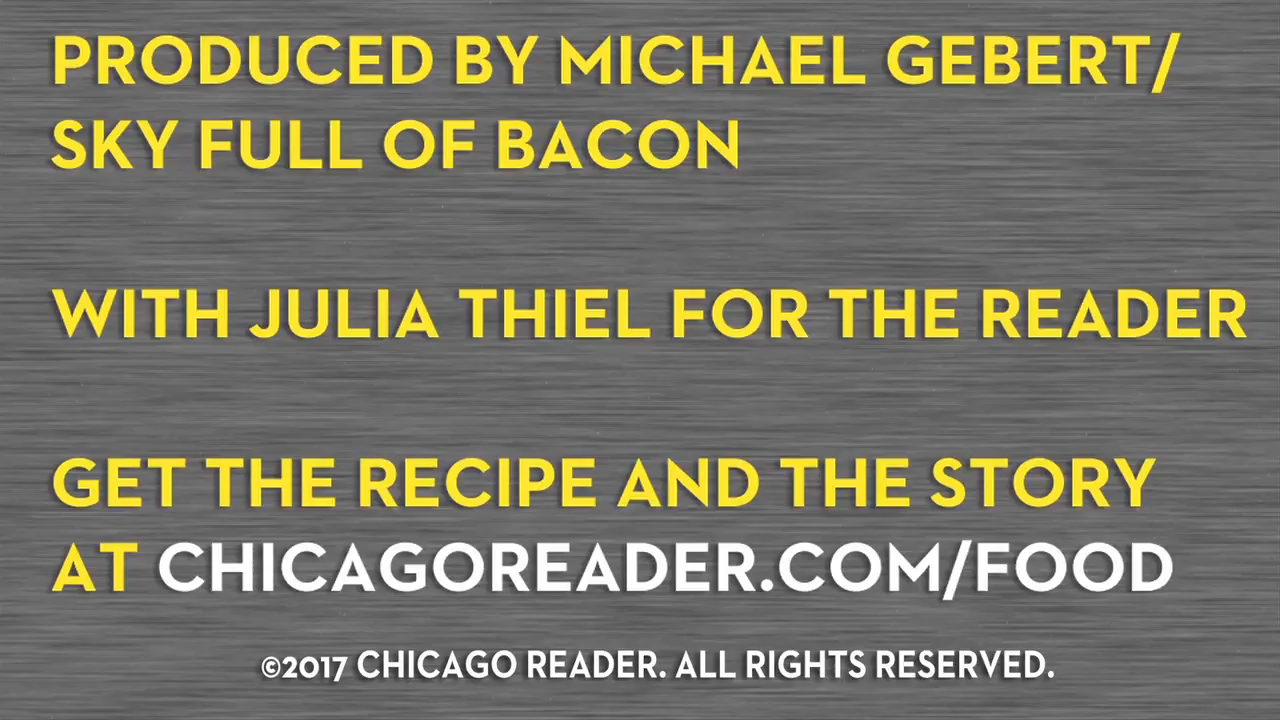 PRODUCED BY MICHAEL GEBERT/
SKY FULL OF BACON
WITH JULIA THIEL FOR THE READER
GET THE RECIPE AND THE STORY
AT CHICAGOREADER.COM/FOOD
©2017 CHICAGO READER. ALL RIGHTS RESERVED.